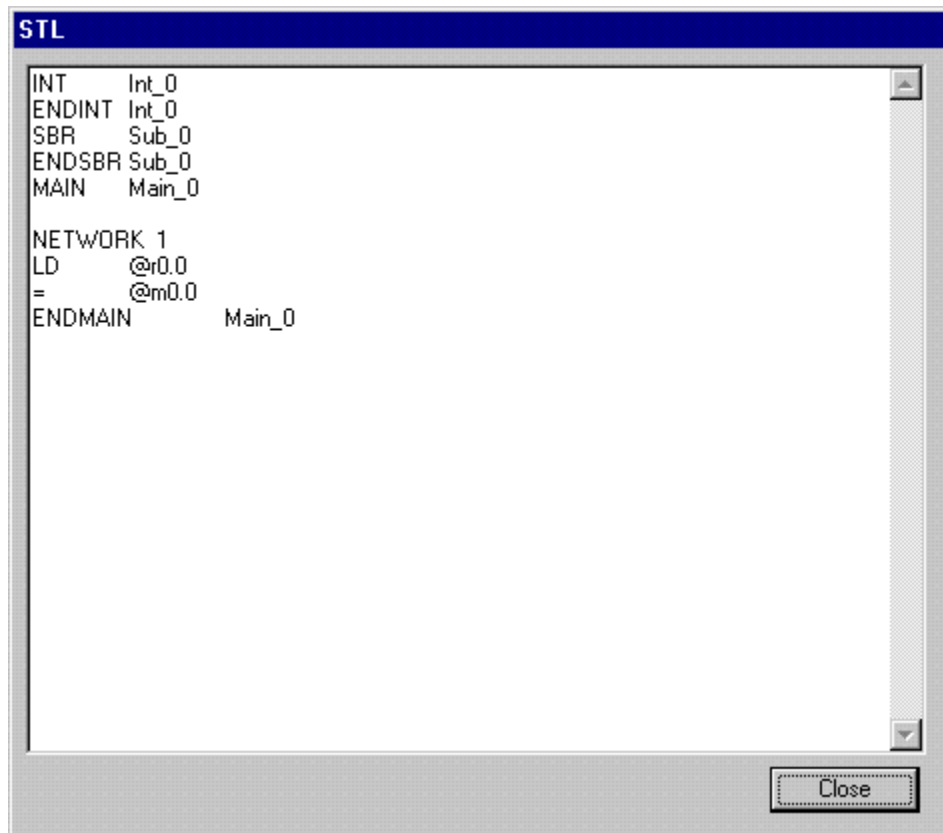 STL
INT Int_0
ENDINT Int_0
SBR Sub_0
ENDSBR Sub_0
MAIN Main_0
NETWORK 1
LD @r0.0
= @m0.0
ENDMAIN Main_0
Close